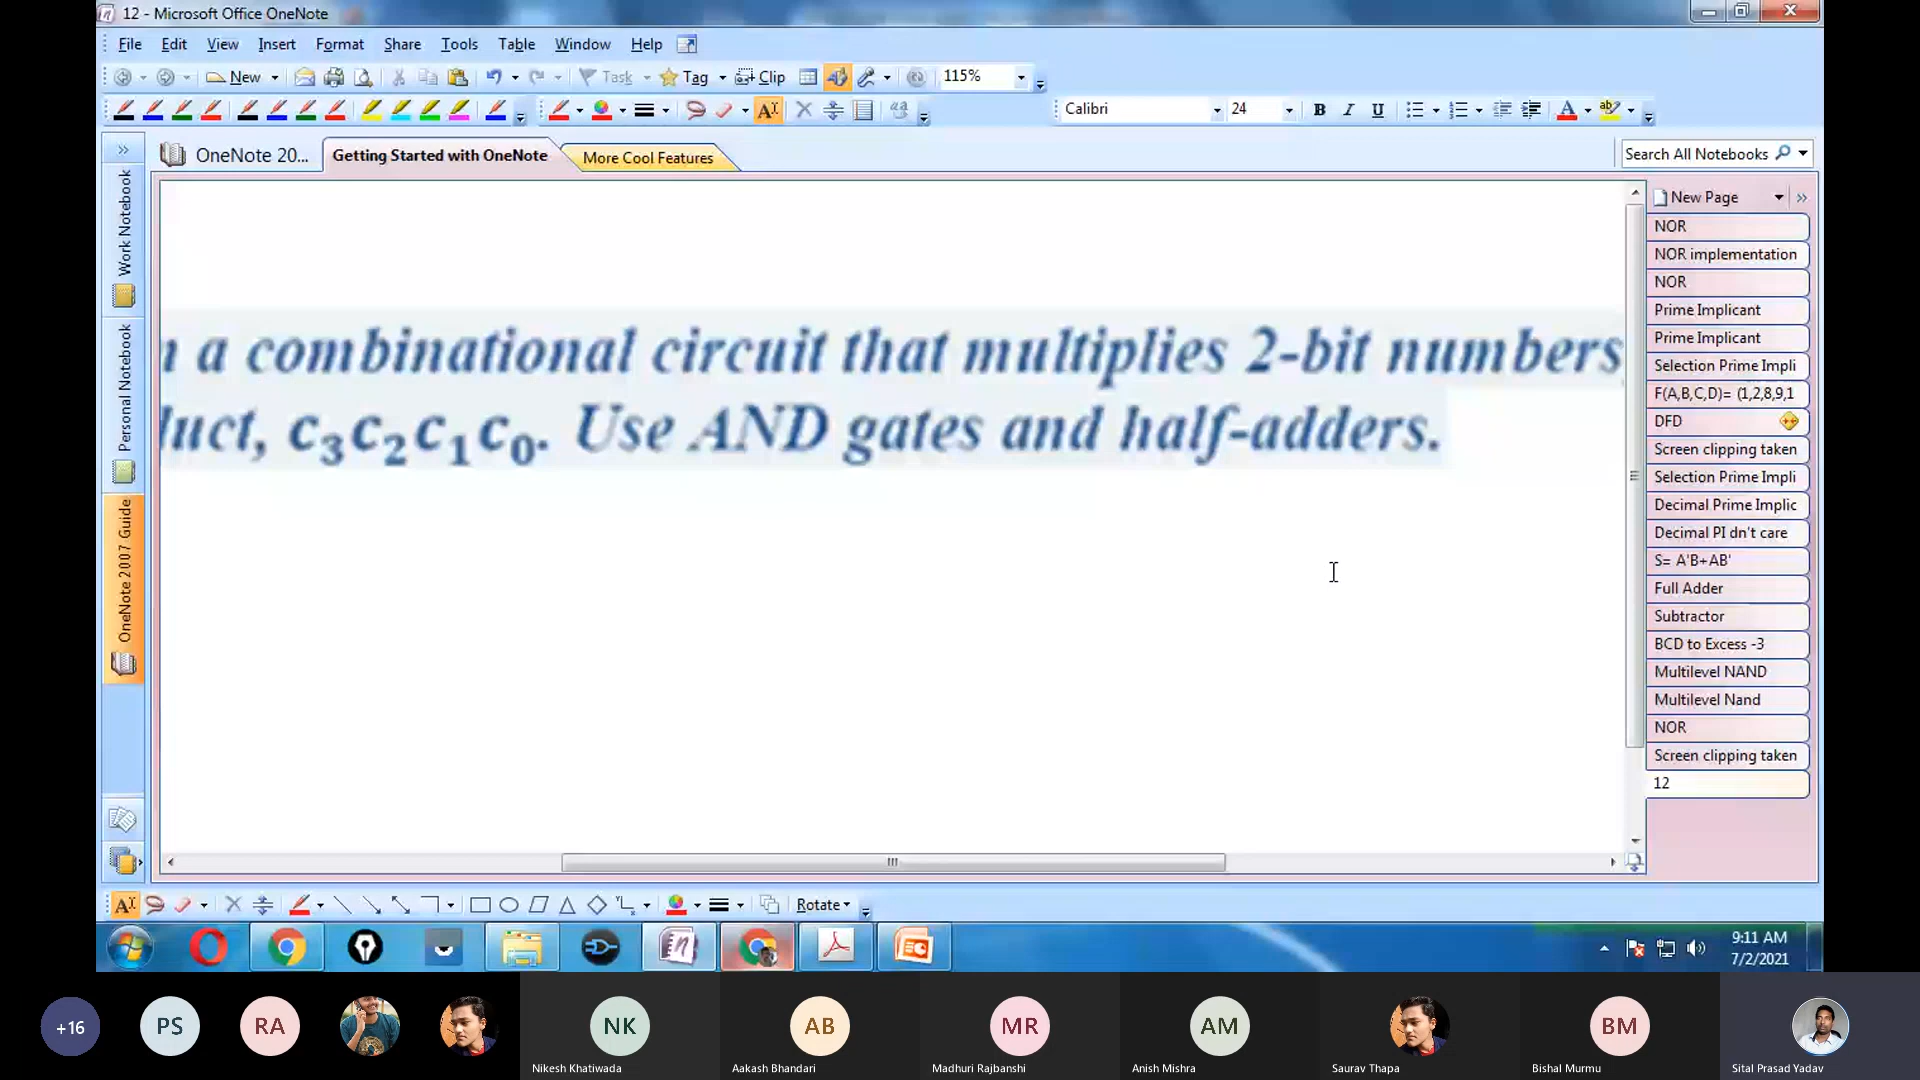 12 - Microsoft Office OneNote
File Edit View Insert Format Share Tools Table Window Help
New Task Tag Clip 115%
Calibri 24 B I U A ab
OneNote 20... Getting Started with OneNote More Cool Features Search All Notebooks
Work Notebook
Personal Notebook
OneNote 2007 Guide
a combinational circuit that multiplies 2-bit numbers,
duct, c₃c₂c₁c₀. Use AND gates and half-adders.
New Page
NOR
NOR implementation
NOR
Prime Implicant
Prime Implicant
Selection Prime Impli
F(A,B,C,D)= (1,2,8,9,1
DFD
Screen clipping taken
Selection Prime Impli
Decimal Prime Implic
Decimal PI dn't care
S= A'B+AB'
Full Adder
Subtractor
BCD to Excess -3
Multilevel NAND
Multilevel Nand
NOR
Screen clipping taken
12
Rotate
9:11 AM
7/2/2021
+16 PS RA NK AB MR AM BM
Nikesh Khatiwada Aakash Bhandari Madhuri Rajbanshi Anish Mishra Saurav Thapa Bishal Murmu Sital Prasad Yadav